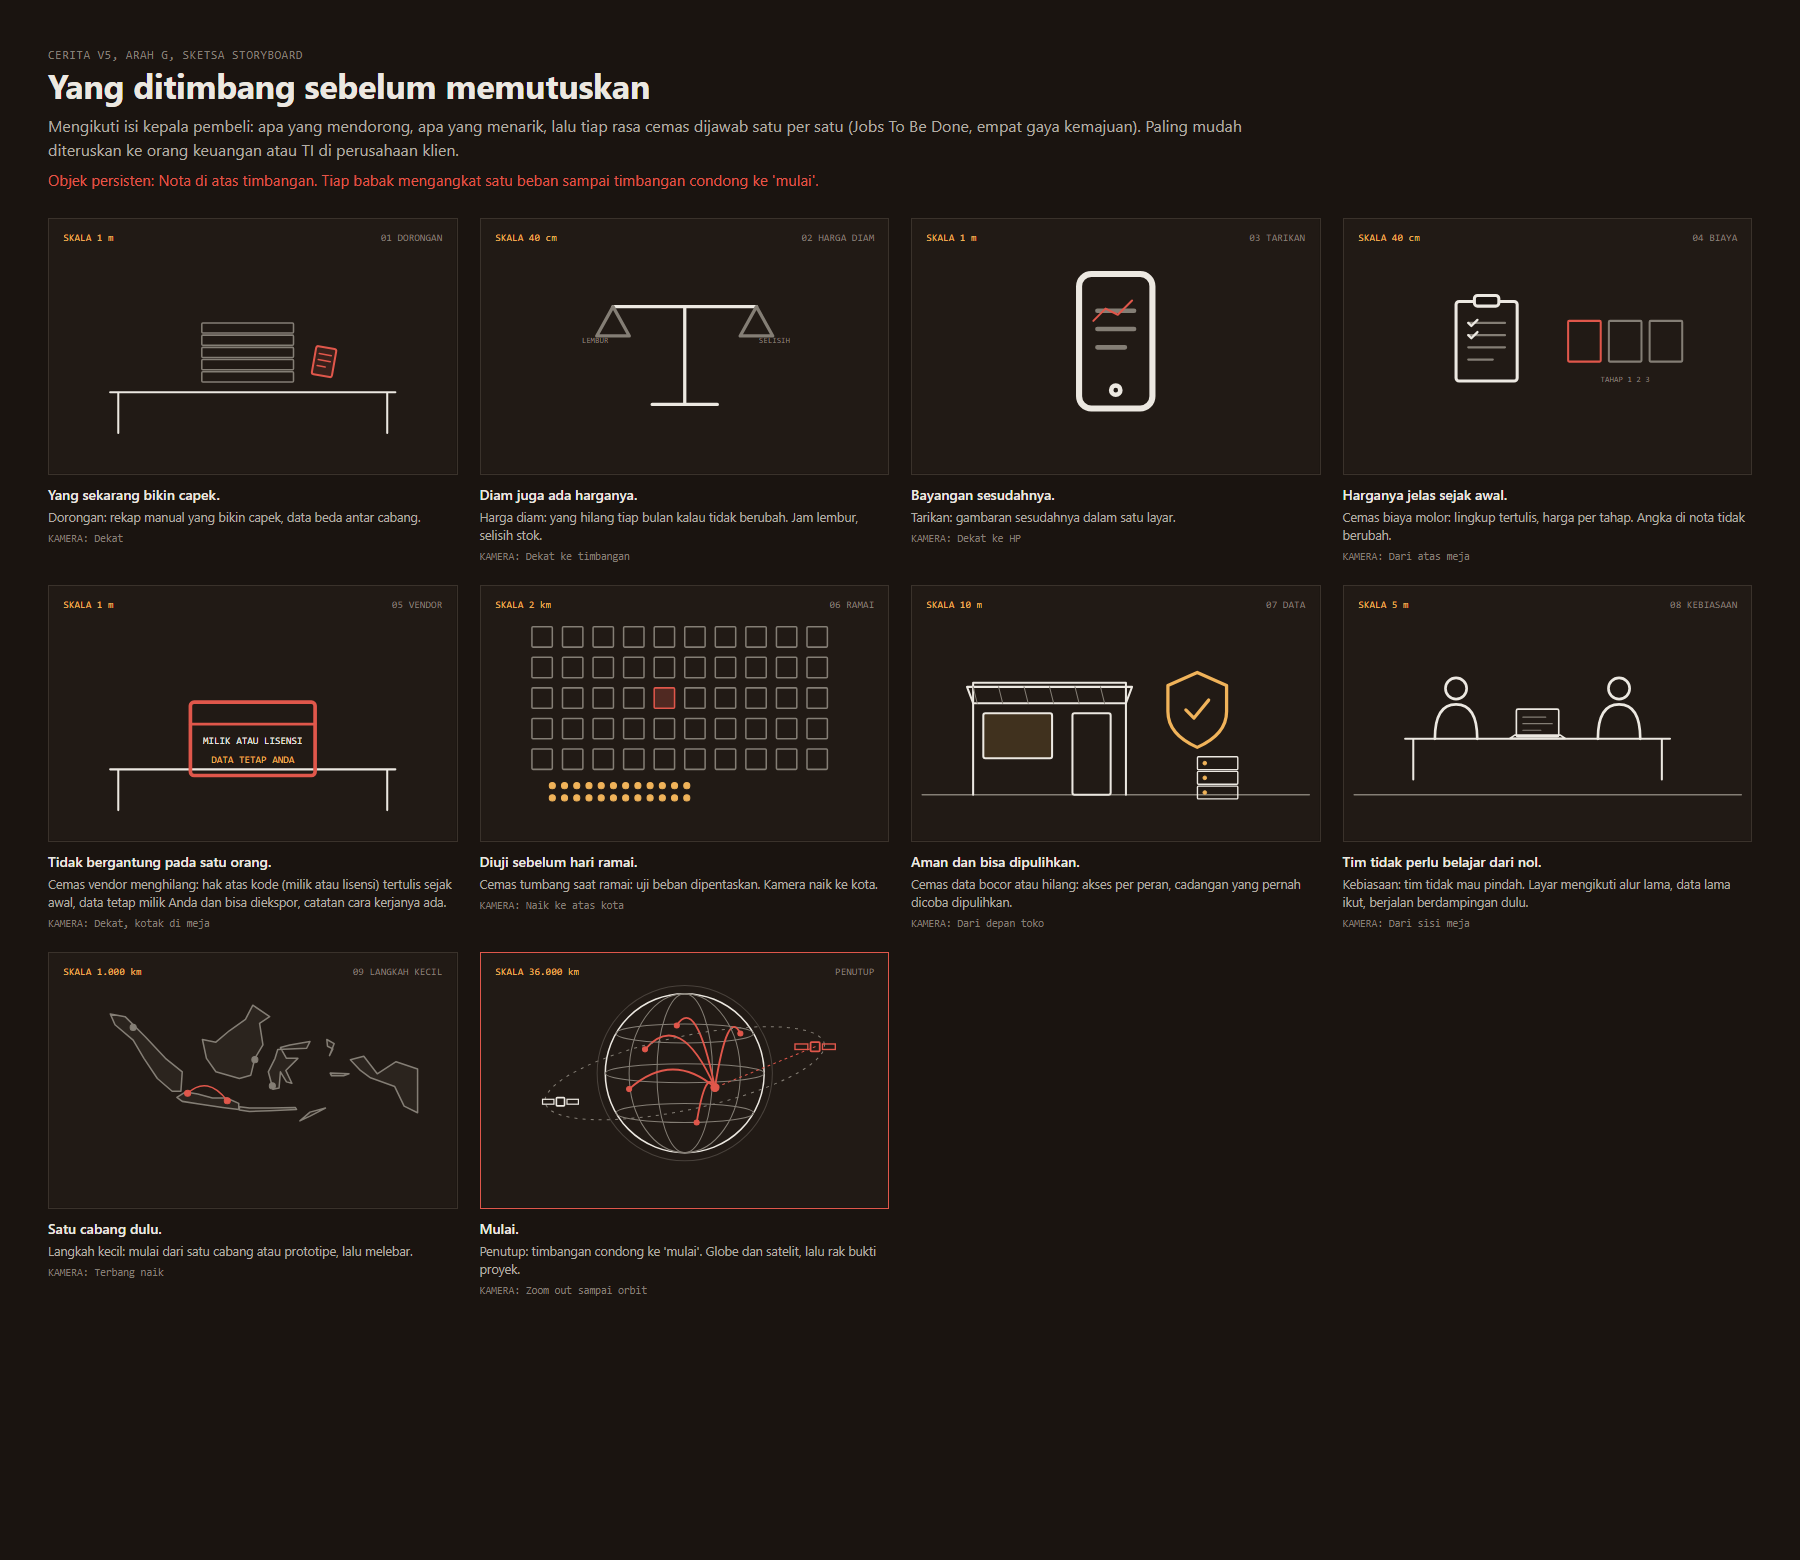 CERITA V5, ARAH G, SKETSA STORYBOARD
Yang ditimbang sebelum memutuskan
Mengikuti isi kepala pembeli: apa yang mendorong, apa yang menarik, lalu tiap rasa cemas dijawab satu per satu (Jobs To Be Done, empat gaya kemajuan). Paling mudah
diteruskan ke orang keuangan atau TI di perusahaan klien.
Objek persisten: Nota di atas timbangan. Tiap babak mengangkat satu beban sampai timbangan condong ke 'mulai'.
SKALA 1 m
01 DORONGAN
Yang sekarang bikin capek.
Dorongan: rekap manual yang bikin capek, data beda antar cabang.
KAMERA: Dekat
SKALA 40 cm
02 HARGA DIAM
LEMBUR
SELISIH
Diam juga ada harganya.
Harga diam: yang hilang tiap bulan kalau tidak berubah. Jam lembur,
selisih stok.
KAMERA: Dekat ke timbangan
SKALA 1 m
03 TARIKAN
Bayangan sesudahnya.
Tarikan: gambaran sesudahnya dalam satu layar.
KAMERA: Dekat ke HP
SKALA 40 cm
04 BIAYA
TAHAP 1 2 3
Harganya jelas sejak awal.
Cemas biaya molor: lingkup tertulis, harga per tahap. Angka di nota tidak
berubah.
KAMERA: Dari atas meja
SKALA 1 m
05 VENDOR
MILIK ATAU LISENSI
DATA TETAP ANDA
Tidak bergantung pada satu orang.
Cemas vendor menghilang: hak atas kode (milik atau lisensi) tertulis sejak
awal, data tetap milik Anda dan bisa diekspor, catatan cara kerjanya ada.
KAMERA: Dekat, kotak di meja
SKALA 2 km
06 RAMAI
Diuji sebelum hari ramai.
Cemas tumbang saat ramai: uji beban dipentaskan. Kamera naik ke kota.
KAMERA: Naik ke atas kota
SKALA 10 m
07 DATA
Aman dan bisa dipulihkan.
Cemas data bocor atau hilang: akses per peran, cadangan yang pernah
dicoba dipulihkan.
KAMERA: Dari depan toko
SKALA 5 m
08 KEBIASAAN
Tim tidak perlu belajar dari nol.
Kebiasaan: tim tidak mau pindah. Layar mengikuti alur lama, data lama
ikut, berjalan berdampingan dulu.
KAMERA: Dari sisi meja
SKALA 1.000 km
09 LANGKAH KECIL
Satu cabang dulu.
Langkah kecil: mulai dari satu cabang atau prototipe, lalu melebar.
KAMERA: Terbang naik
SKALA 36.000 km
PENUTUP
Mulai.
Penutup: timbangan condong ke 'mulai'. Globe dan satelit, lalu rak bukti
proyek.
KAMERA: Zoom out sampai orbit